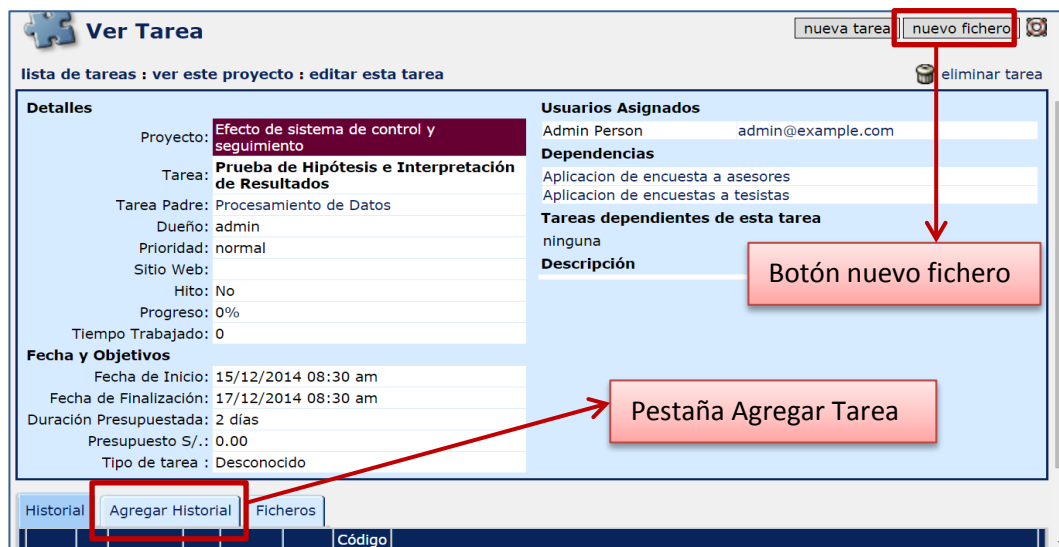 Ver Tarea
nueva tarea nuevo fichero
lista de tareas : ver este proyecto : editar esta tarea
eliminar tarea
Detalles
Proyecto: Efecto de sistema de control y
seguimiento
Tarea: Prueba de Hipótesis e Interpretación
de Resultados
Tarea Padre: Procesamiento de Datos
Dueño: admin
Prioridad: normal
Sitio Web:
Hito: No
Progreso: 0%
Tiempo Trabajado: 0
Fecha y Objetivos
Fecha de Inicio: 15/12/2014 08:30 am
Fecha de Finalización: 17/12/2014 08:30 am
Duración Presupuestada: 2 días
Presupuesto S/.: 0.00
Tipo de tarea : Desconocido
Usuarios Asignados
Admin Person admin@example.com
Dependencias
Aplicacion de encuesta a asesores
Aplicacion de encuestas a tesistas
Tareas dependientes de esta tarea
ninguna
Descripción
Botón nuevo fichero
Pestaña Agregar Tarea
Historial Agregar Historial Ficheros
Código